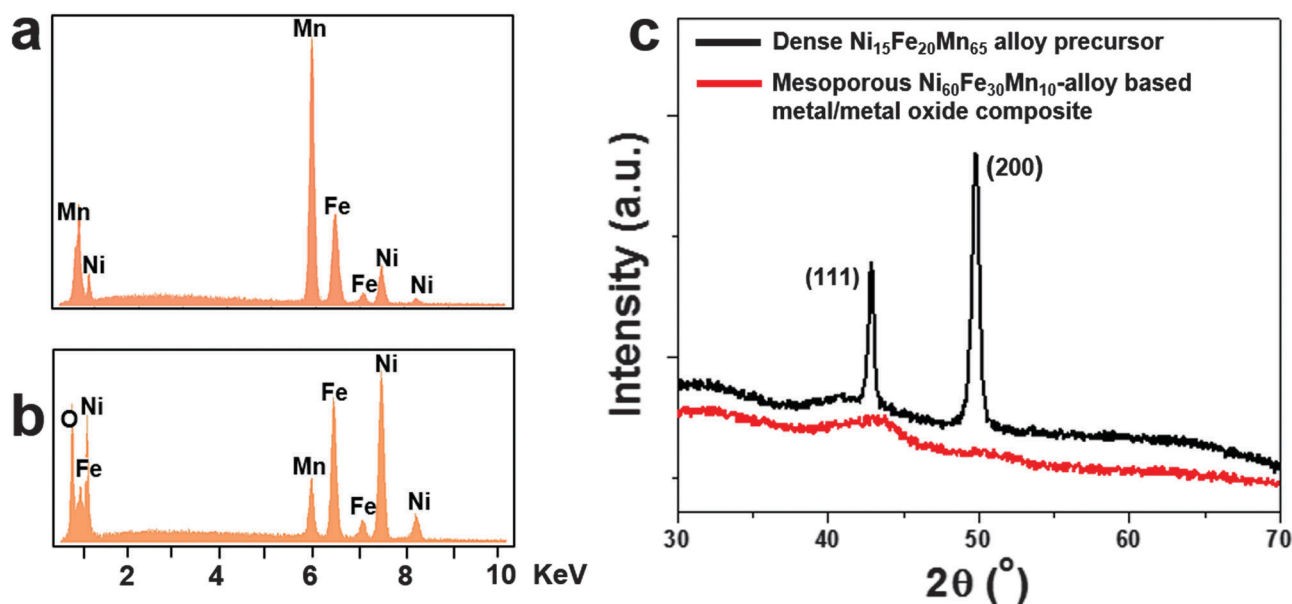 a
Mn
Mn
Ni
Fe
Fe
Ni
Ni
b
O
Ni
Fe
Mn
Fe
Fe
Ni
Ni
2 4 6 8 10 KeV
c
Dense Ni₁₅Fe₂₀Mn₆₅ alloy precursor
Mesoporous Ni₆₀Fe₃₀Mn₁₀-alloy based
metal/metal oxide composite
(111)
(200)
Intensity (a.u.)
30 40 50 60 70
2θ (°)